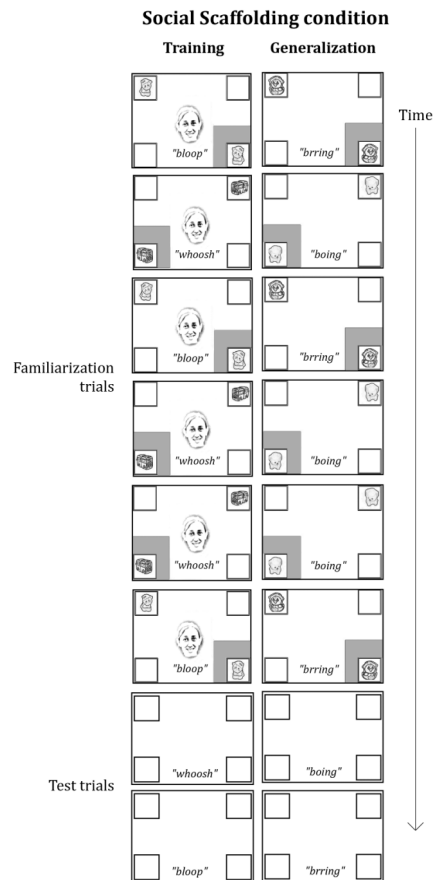 Social Scaffolding condition
Training Generalization
Time
"bloop" "brring"
"whoosh" "boing"
"bloop" "brring"
Familiarization
trials
"whoosh" "boing"
"whoosh" "boing"
"bloop" "brring"
"whoosh" "boing"
Test trials
"bloop" "brring"